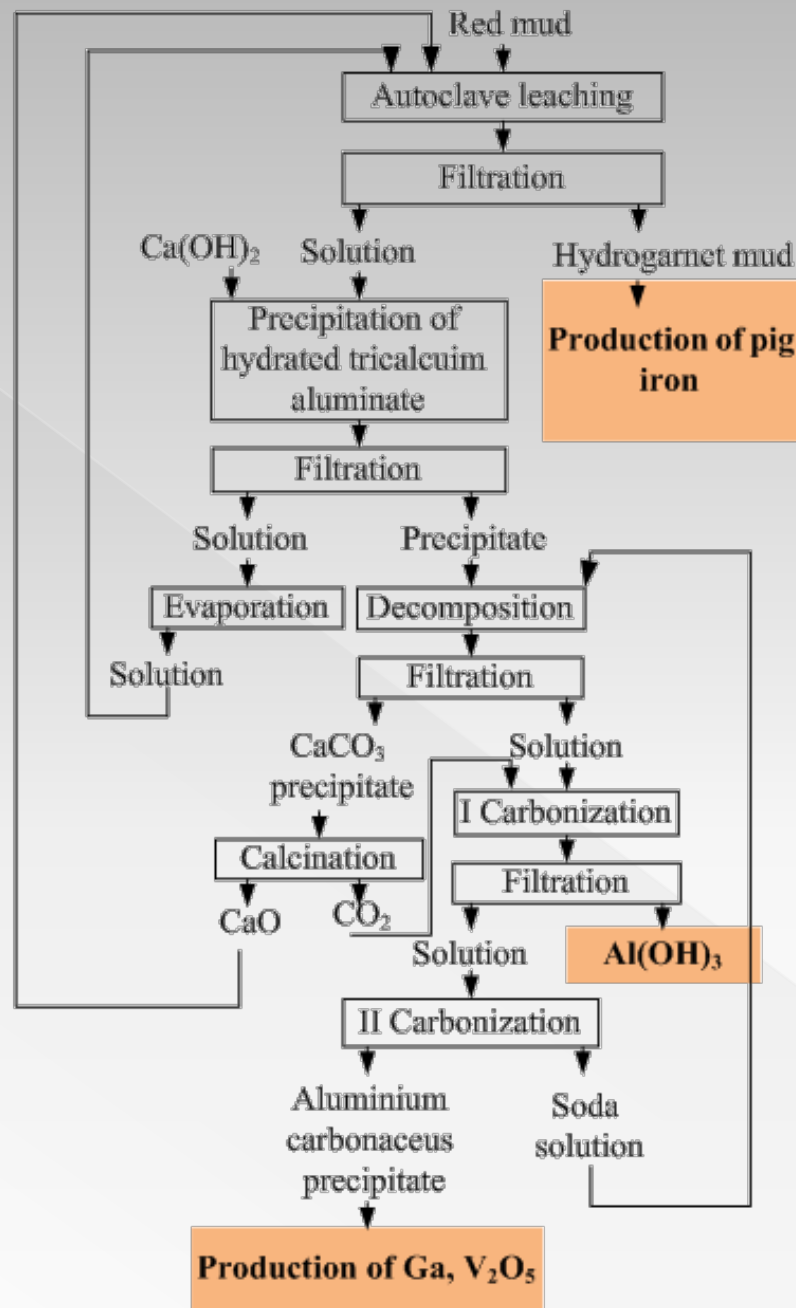 Red mud
Autoclave leaching
Filtration
Ca(OH)₂
Solution
Hydrogarnet mud
Precipitation of
hydrated tricalcuim
aluminate
Production of pig
iron
Filtration
Solution
Precipitate
Evaporation
Decomposition
Solution
Filtration
CaCO₃
precipitate
Solution
I Carbonization
Calcination
Filtration
CaO
CO₂
Solution
Al(OH)₃
II Carbonization
Aluminium
carbonaceus
precipitate
Soda
solution
Production of Ga, V₂O₅